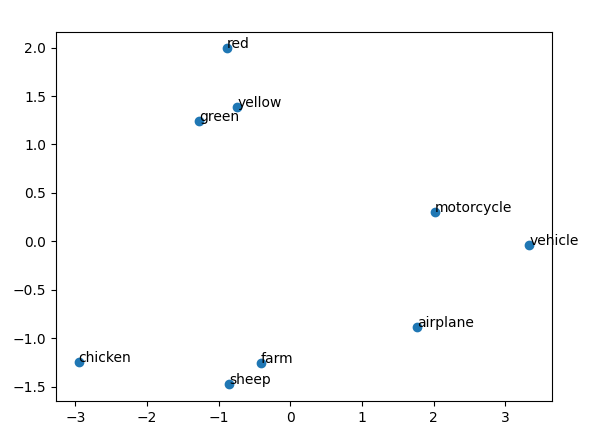 2.0
1.5
1.0
0.5
0.0
−0.5
−1.0
−1.5
red
yellow
green
motorcycle
vehicle
airplane
chicken
farm
sheep
−3 −2 −1 0 1 2 3